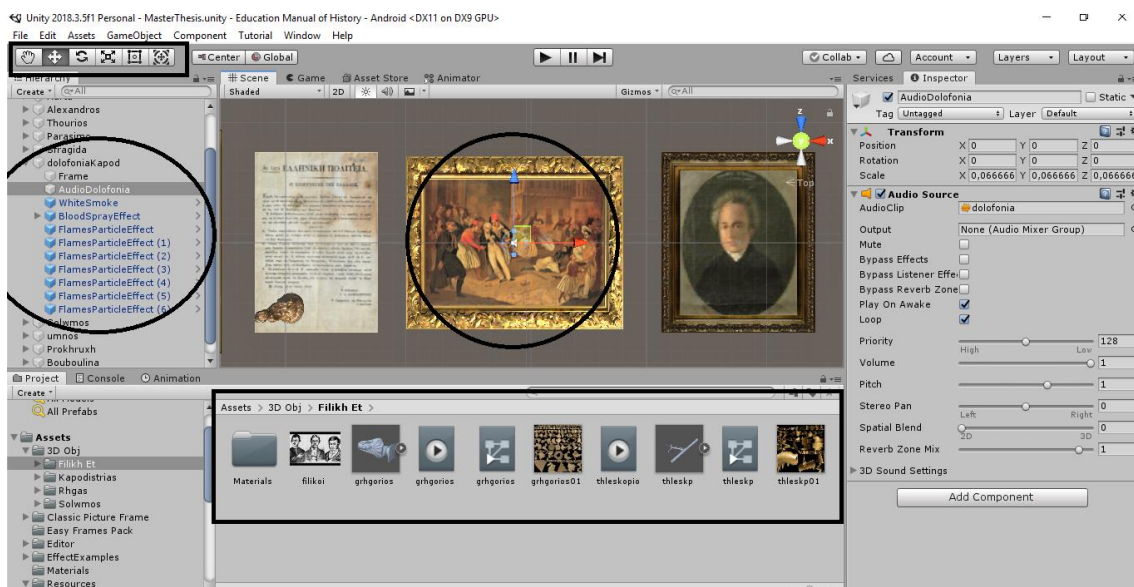 Unity 2018.3.5f1 Personal - MasterThesis.unity - Education Manual of History - Android <DX11 on DX9 GPU>
File Edit Assets GameObject Component Tutorial Window Help
Center Global
Collab Account Layers Layout
Hierarchy
Create All
Alexandros
Thourios
Parasimo
Sfragida
dolofoniaKapod
Frame
AudioDolofonia
WhiteSmoke
BloodSprayEffect
FlamesParticleEffect
FlamesParticleEffect (1)
FlamesParticleEffect (2)
FlamesParticleEffect (3)
FlamesParticleEffect (4)
FlamesParticleEffect (5)
FlamesParticleEffect (6)
Solwmos
umnos
Prokhruxh
Bouboulina
Scene Game Asset Store Animator
Shaded 2D Gizmos All
z
x
Top
ΕΛΛΗΝΙΚΗ ΠΟΛΙΤΕΙΑ
Services Inspector
AudioDolofonia Static
Tag Untagged Layer Default
Transform
Position X 0 Y 0 Z 0
Rotation X 0 Y 0 Z 0
Scale X 0,066666 Y 0,066666 Z 0,066666
Audio Source
AudioClip dolofonia
Output None (Audio Mixer Group)
Mute
Bypass Effects
Bypass Listener Effe
Bypass Reverb Zone
Play On Awake
Loop
Priority 128
High Low
Volume 1
Pitch 1
Stereo Pan 0
Left Right
Spatial Blend 0
2D 3D
Reverb Zone Mix 1
3D Sound Settings
Add Component
Project Console Animation
Create
All Prefabs
Assets
3D Obj
Filikh Et
Kapodistrias
Rhgas
Solwmos
Classic Picture Frame
Easy Frames Pack
Editor
EffectExamples
Materials
Resources
Assets > 3D Obj > Filikh Et >
Materials filikoi grhgorios grhgorios grhgorios grhgorios01 thleskopio thleskp thleskp thleskp01